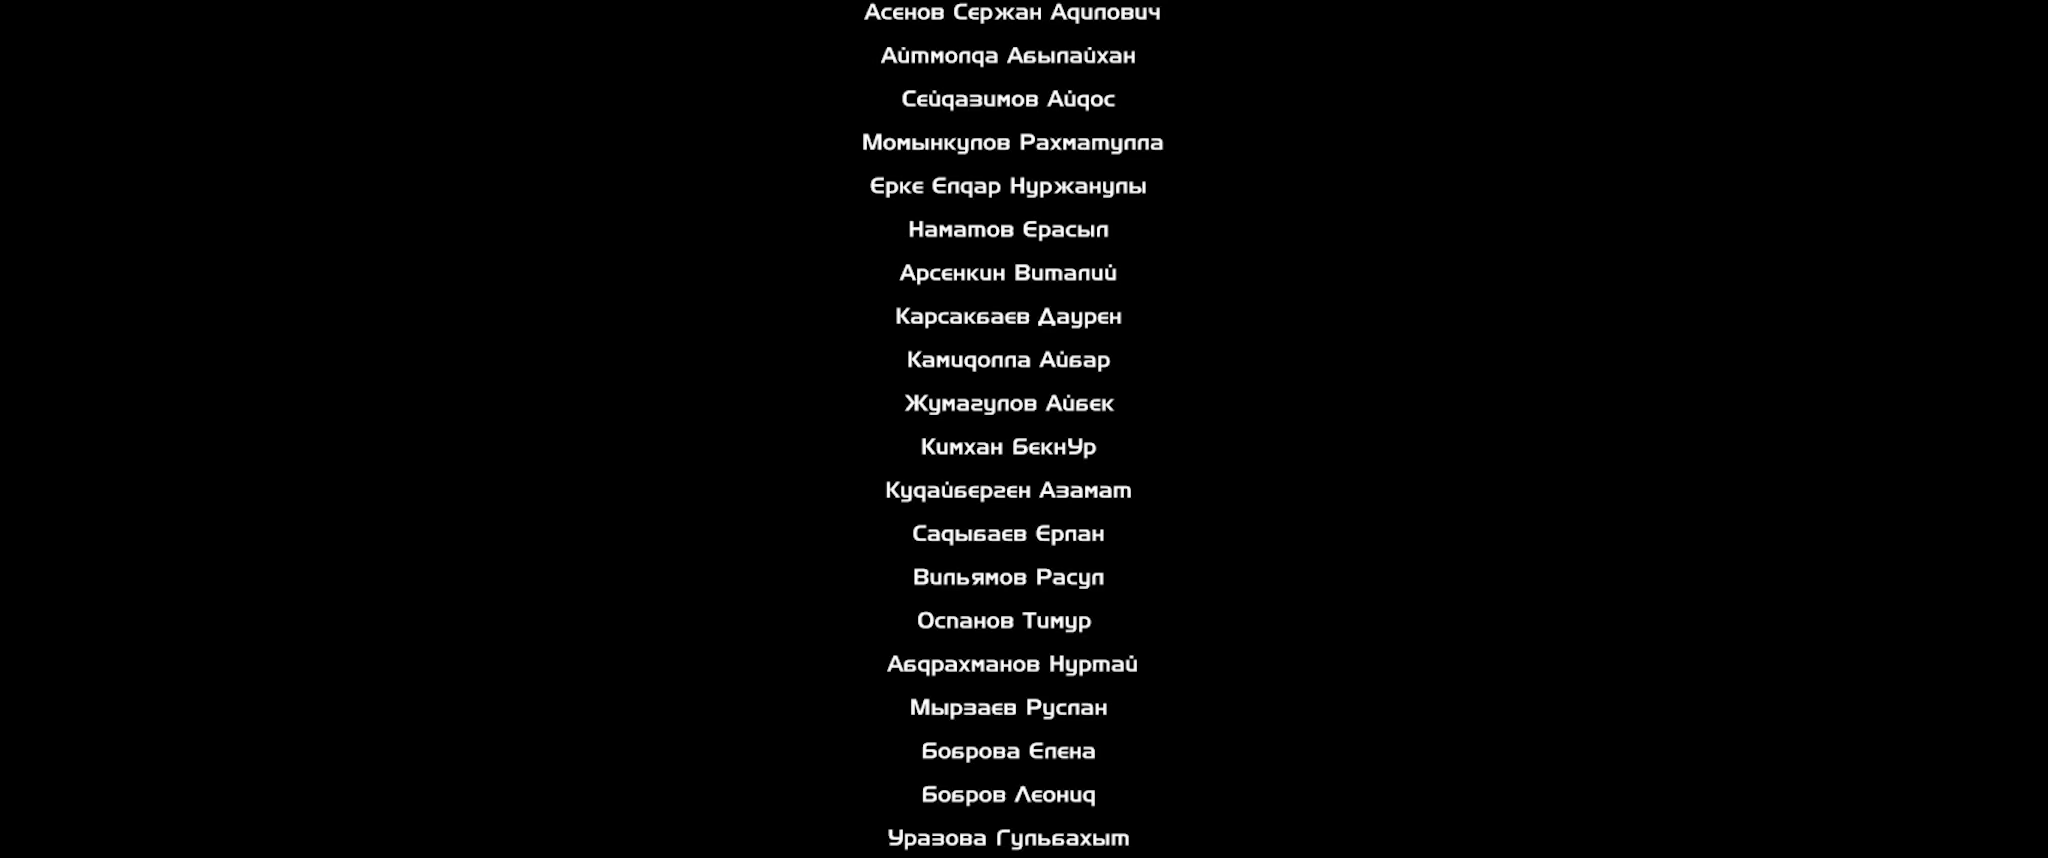 Асенов Сержан Адилович
Айтмолда Абылайхан
Сейдазимов Айдос
Момынкулов Рахматулла
Ерке Елдар Нуржанулы
Наматов Ерасыл
Арсенкин Виталий
Карсакбаев Даурен
Камидолла Айбар
Жумагулов Айбек
Кимхан БекнУр
Кудайберген Азамат
Садыбаев Ерлан
Вильямов Расул
Оспанов Тимур
Абдрахманов Нуртай
Мырзаев Руслан
Боброва Елена
Бобров Леонид
Уразова Гульбахыт